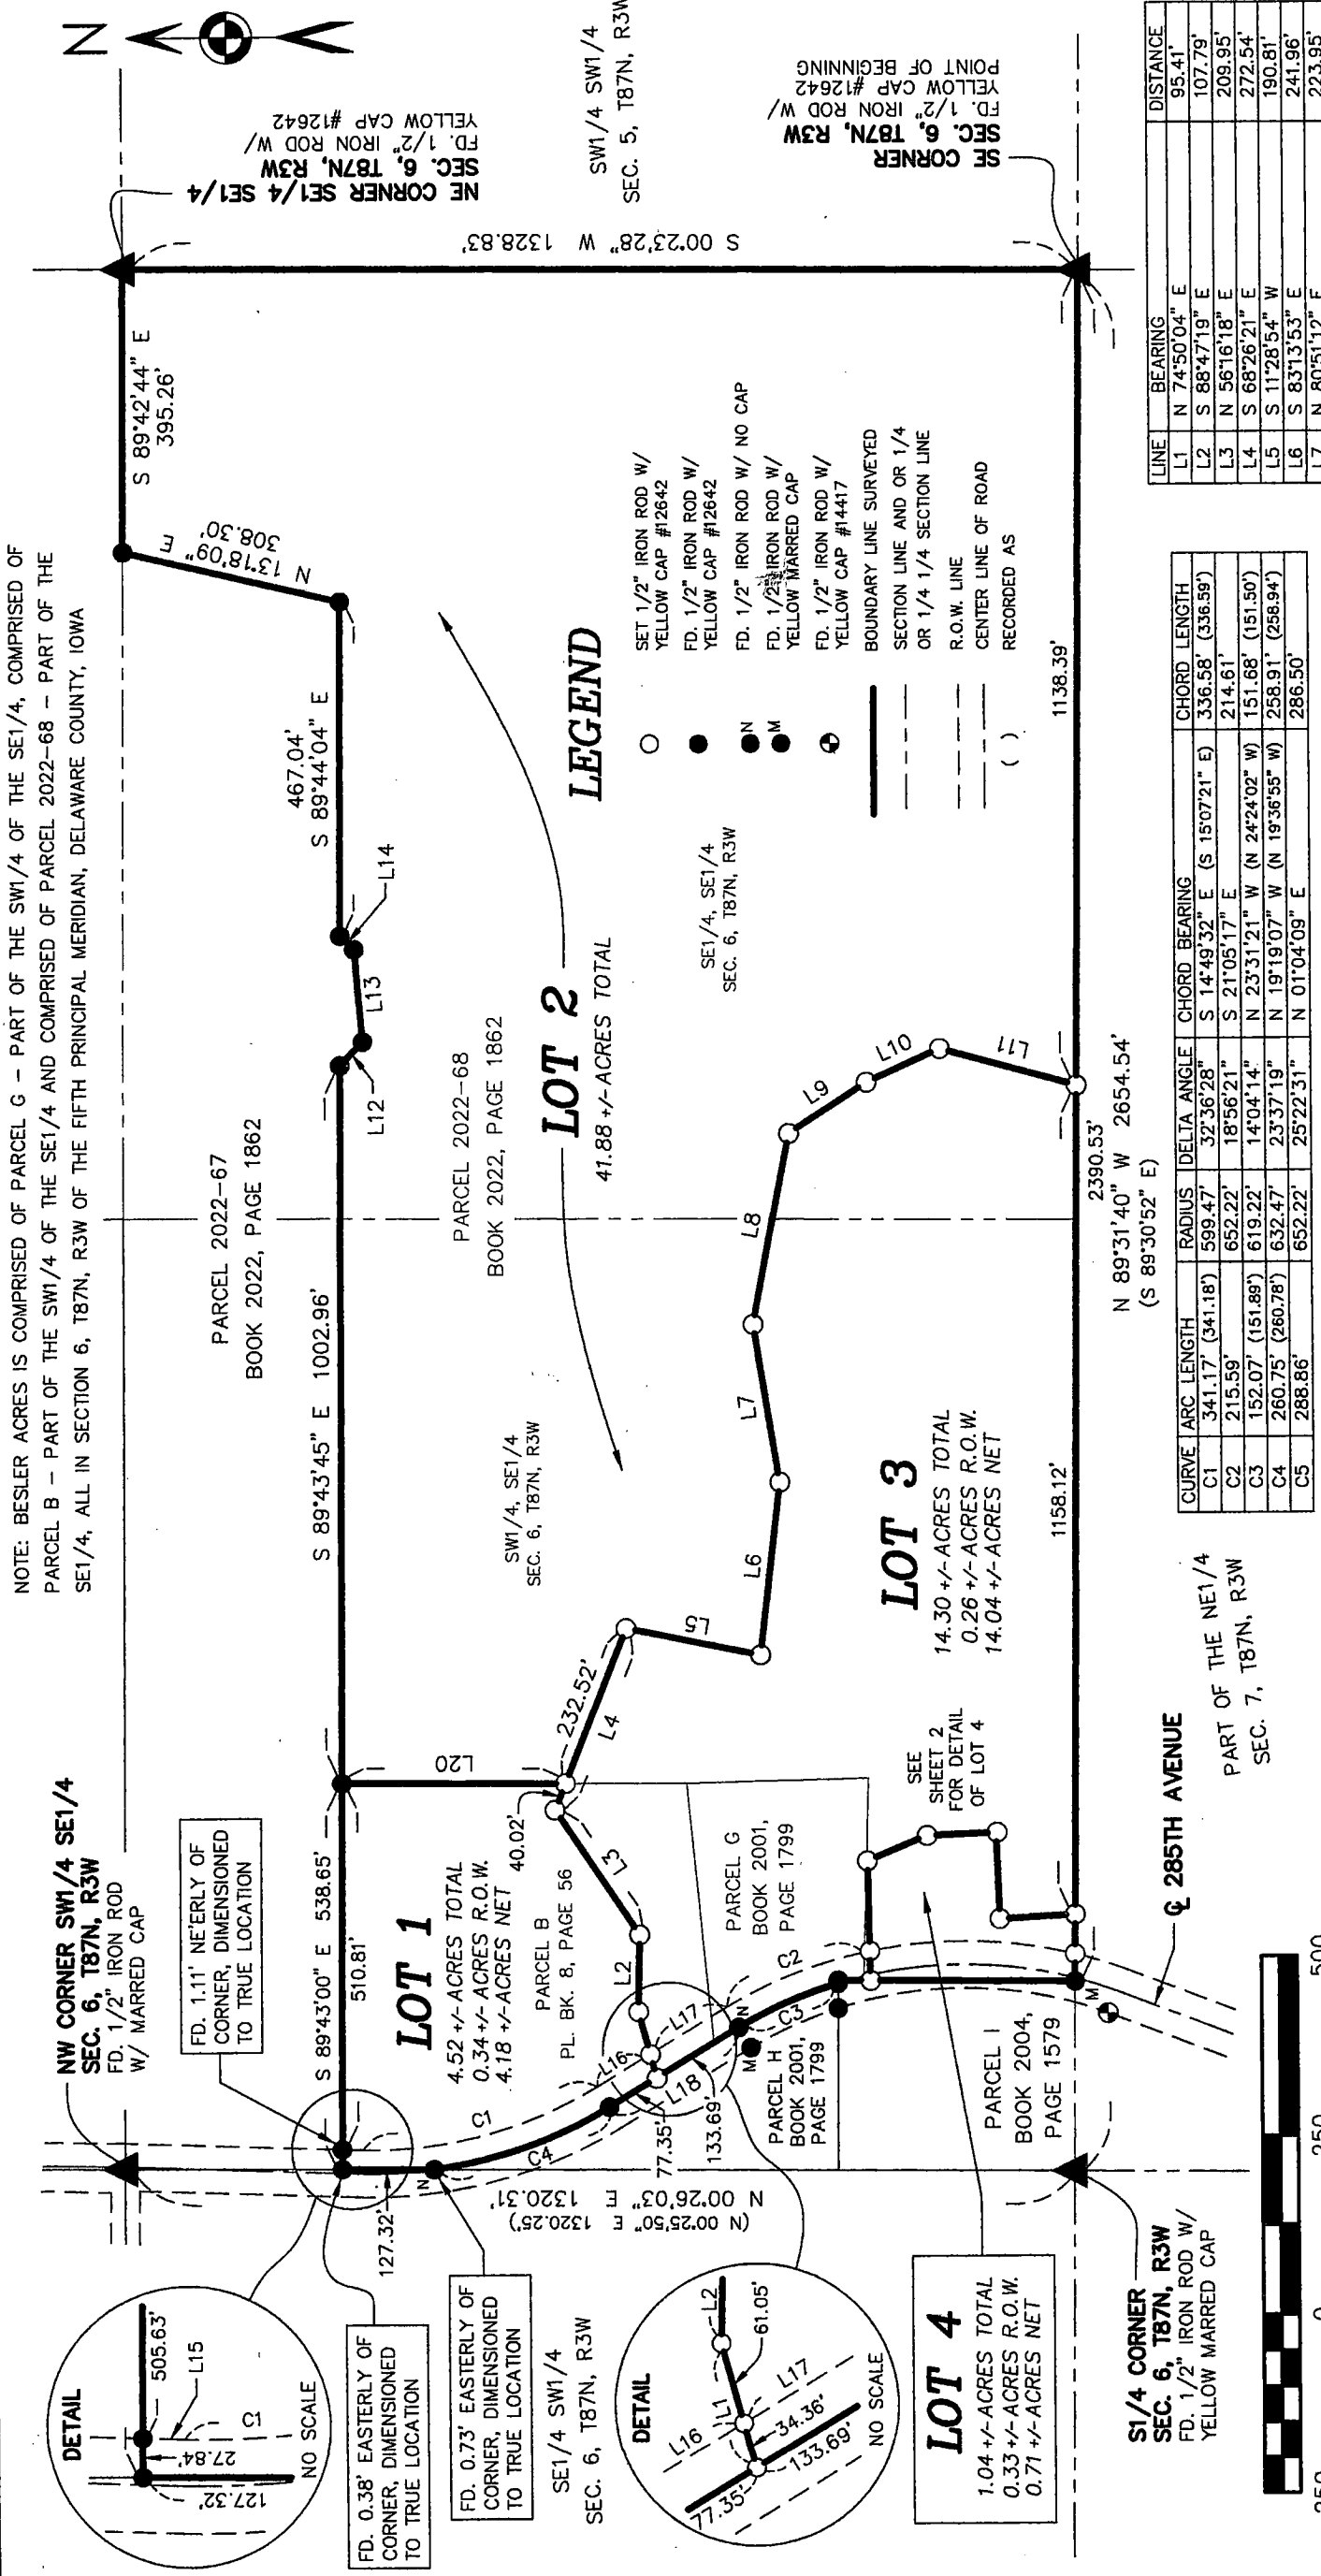 NOTE: BESLER ACRES IS COMPRISED OF PARCEL G – PART OF THE SW1/4 OF THE SE1/4, COMPRISED OF
PARCEL B – PART OF THE SW1/4 OF THE SE1/4 AND COMPRISED OF PARCEL 2022-68 – PART OF THE
SE1/4, ALL IN SECTION 6, T87N, R3W OF THE FIFTH PRINCIPAL MERIDIAN, DELAWARE COUNTY, IOWA
N
NW CORNER SW1/4 SE1/4
SEC. 6, T87N, R3W
FD. 1/2" IRON ROD
W/ MARRED CAP
FD. 1.11' NE'ERLY OF
CORNER, DIMENSIONED
TO TRUE LOCATION
NE CORNER SE1/4 SE1/4
SEC. 6, T87N, R3W
FD. 1/2" IRON ROD W/
YELLOW CAP #12642
SW1/4 SW1/4
SEC. 5, T87N, R3W
SE CORNER
SEC. 6, T87N, R3W
FD. 1/2" IRON ROD W/
YELLOW CAP #12642
POINT OF BEGINNING
S 00°23'28" W 1328.83'
S 89°42'44" E
395.26'
N 13°18'09" E
308.30'
467.04'
S 89°44'04" E
L14
L13
L12
S 89°43'45" E 1002.96'
S 89°43'00" E 538.65'
510.81'
PARCEL 2022-67
BOOK 2022, PAGE 1862
PARCEL 2022-68
BOOK 2022, PAGE 1862
LOT 2
41.88 +/-ACRES TOTAL
SW1/4, SE1/4
SEC. 6, T87N, R3W
SE1/4, SE1/4
SEC. 6, T87N, R3W
LEGEND
SET 1/2" IRON ROD W/
YELLOW CAP #12642
FD. 1/2" IRON ROD W/
YELLOW CAP #12642
N
FD. 1/2" IRON ROD W/ NO CAP
M
FD. 1/2" IRON ROD W/
YELLOW MARRED CAP
FD. 1/2" IRON ROD W/
YELLOW CAP #14417
BOUNDARY LINE SURVEYED
SECTION LINE AND OR 1/4
OR 1/4 1/4 SECTION LINE
R.O.W. LINE
CENTER LINE OF ROAD
( )
RECORDED AS
DETAIL
505.63'
L15
C1
27.84'
127.32'
NO SCALE
FD. 0.38' EASTERLY OF
CORNER, DIMENSIONED
TO TRUE LOCATION
127.32'
N
FD. 0.73' EASTERLY OF
CORNER, DIMENSIONED
TO TRUE LOCATION
SE1/4 SW1/4
SEC. 6, T87N, R3W
LOT 1
4.52 +/-ACRES TOTAL
0.34 +/-ACRES R.O.W.
4.18 +/-ACRES NET
PARCEL B
PL. BK. 8, PAGE 56
L20
40.02'
232.52'
L4
L3
L2
L5
L6
L7
L8
L9
L10
L11
C1
C4
L16
L17
L18
77.35'
133.69'
C2
C3
N
M
PARCEL G
BOOK 2001,
PAGE 1799
PARCEL H
BOOK 2001,
PAGE 1799
N 00°26'03" E 1320.31'
(N 00°25'50" E 1320.25')
DETAIL
L2
61.05'
L1
L16
L17
34.36'
133.69'
77.35'
NO SCALE
LOT 3
14.30 +/-ACRES TOTAL
0.26 +/-ACRES R.O.W.
14.04 +/-ACRES NET
SEE
SHEET 2
FOR DETAIL
OF LOT 4
PARCEL I
BOOK 2004,
PAGE 1579
LOT 4
1.04 +/-ACRES TOTAL
0.33 +/-ACRES R.O.W.
0.71 +/-ACRES NET
S1/4 CORNER
SEC. 6, T87N, R3W
FD. 1/2" IRON ROD W/
YELLOW MARRED CAP
M
℄ 285TH AVENUE
PART OF THE NE1/4
SEC. 7, T87N, R3W
1158.12'
1138.39'
2390.53'
N 89°31'40" W 2654.54'
(S 89°30'52" E)
CURVE ARC LENGTH RADIUS DELTA ANGLE CHORD BEARING CHORD LENGTH
C1 341.17' (341.18') 599.47' 32°36'28" S 14°49'32" E (S 15°07'21" E) 336.58' (336.59')
C2 215.59' 652.22' 18°56'21" S 21°05'17" E 214.61'
C3 152.07' (151.89') 619.22' 14°04'14" N 23°31'21" W (N 24°24'02" W) 151.68' (151.50')
C4 260.75' (260.78') 632.47' 23°37'19" N 19°19'07" W (N 19°36'55" W) 258.91' (258.94')
C5 288.86' 652.22' 25°22'31" N 01°04'09" E 286.50'
LINE BEARING DISTANCE
L1 N 74°50'04" E 95.41'
L2 S 88°47'19" E 107.79'
L3 N 56°16'18" E 209.95'
L4 S 68°26'21" E 272.54'
L5 S 11°28'54" W 190.81'
L6 S 83°13'53" E 241.96'
L7 N 80°51'12" E 223.95'
250 0 250 500